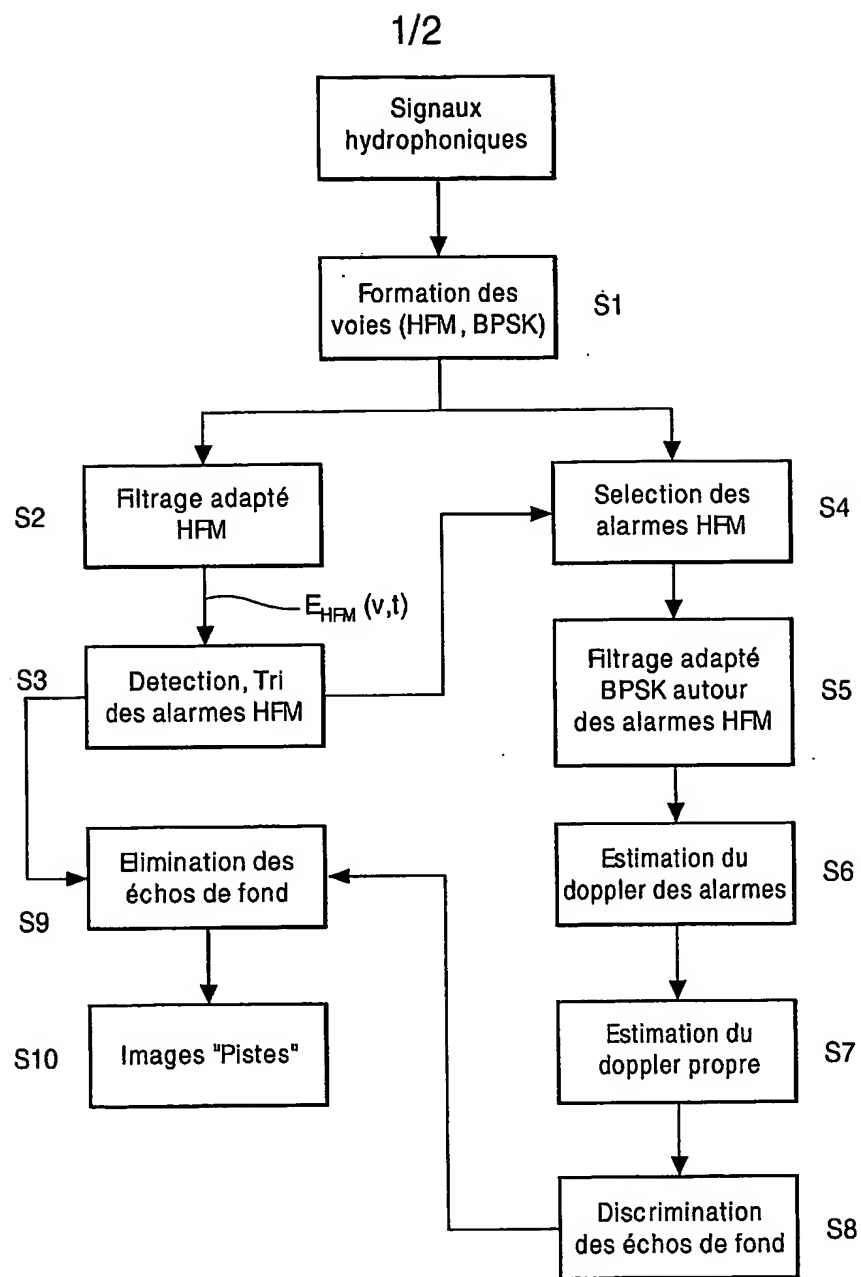 1/2
Signaux
hydrophoniques
Formation des
voies (HFM, BPSK)
S1
S2
Filtrage adapté
HFM
Selection des
alarmes HFM
S4
E_HFM (v,t)
S3
Detection, Tri
des alarmes HFM
Filtrage adapté
BPSK autour
des alarmes HFM
S5
Elimination des
échos de fond
S9
Estimation du
doppler des alarmes
S6
S10
Images "Pistes"
Estimation du
doppler propre
S7
Discrimination
des échos de fond
S8